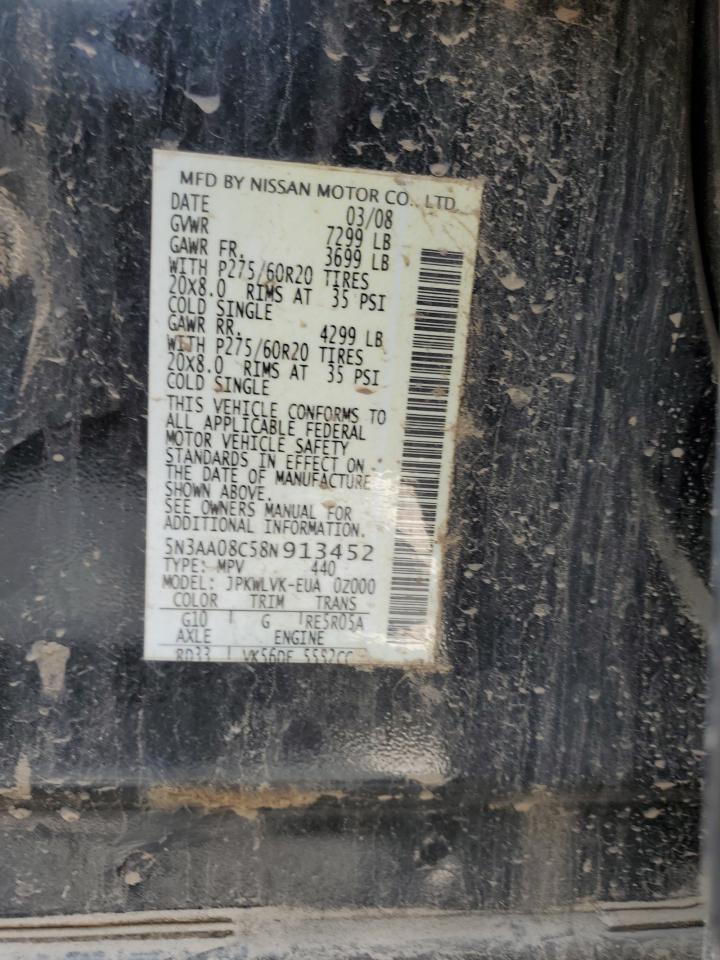 MFD BY NISSAN MOTOR CO., LTD.
DATE 03/08
GVWR 7299 LB
GAWR FR. 3699 LB
WITH P275/60R20 TIRES
20X8.0 RIMS AT 35 PSI
COLD SINGLE
GAWR RR. 4299 LB
WITH P275/60R20 TIRES
20X8.0 RIMS AT 35 PSI
COLD SINGLE
THIS VEHICLE CONFORMS TO
ALL APPLICABLE FEDERAL
MOTOR VEHICLE SAFETY
STANDARDS IN EFFECT ON
THE DATE OF MANUFACTURE
SHOWN ABOVE.
SEE OWNERS MANUAL FOR
ADDITIONAL INFORMATION.
5N3AA08C58N913452
TYPE: MPV 440
MODEL: JPKWLVK-EUA 0Z000
COLOR TRIM TRANS
G10 G RE5R05A
AXLE ENGINE
RD33 VK56DE 5552CC